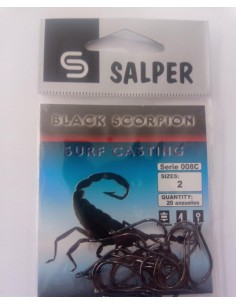 SALPER
BLACK SCORPION
SURF CASTING
Serie 008C
SIZES:
2
QUANTITY:
20 anzuelos